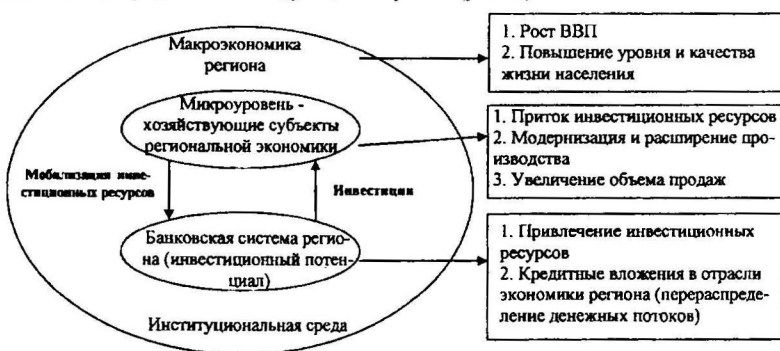 Макроэкономика
региона
Микроуровень -
хозяйствующие субъекты
региональной экономики
Мобилизация инве-
стиционных ресурсов
Инвестиции
Банковская система регио-
на (инвестиционный потен-
циал)
Институциональная среда
1. Рост ВВП
2. Повышение уровня и качества
жизни населения
1. Приток инвестиционных ресурсов
2. Модернизация и расширение про-
изводства
3. Увеличение объема продаж
1. Привлечение инвестиционных
ресурсов
2. Кредитные вложения в отрасли
экономики региона (перераспреде-
ление денежных потоков)